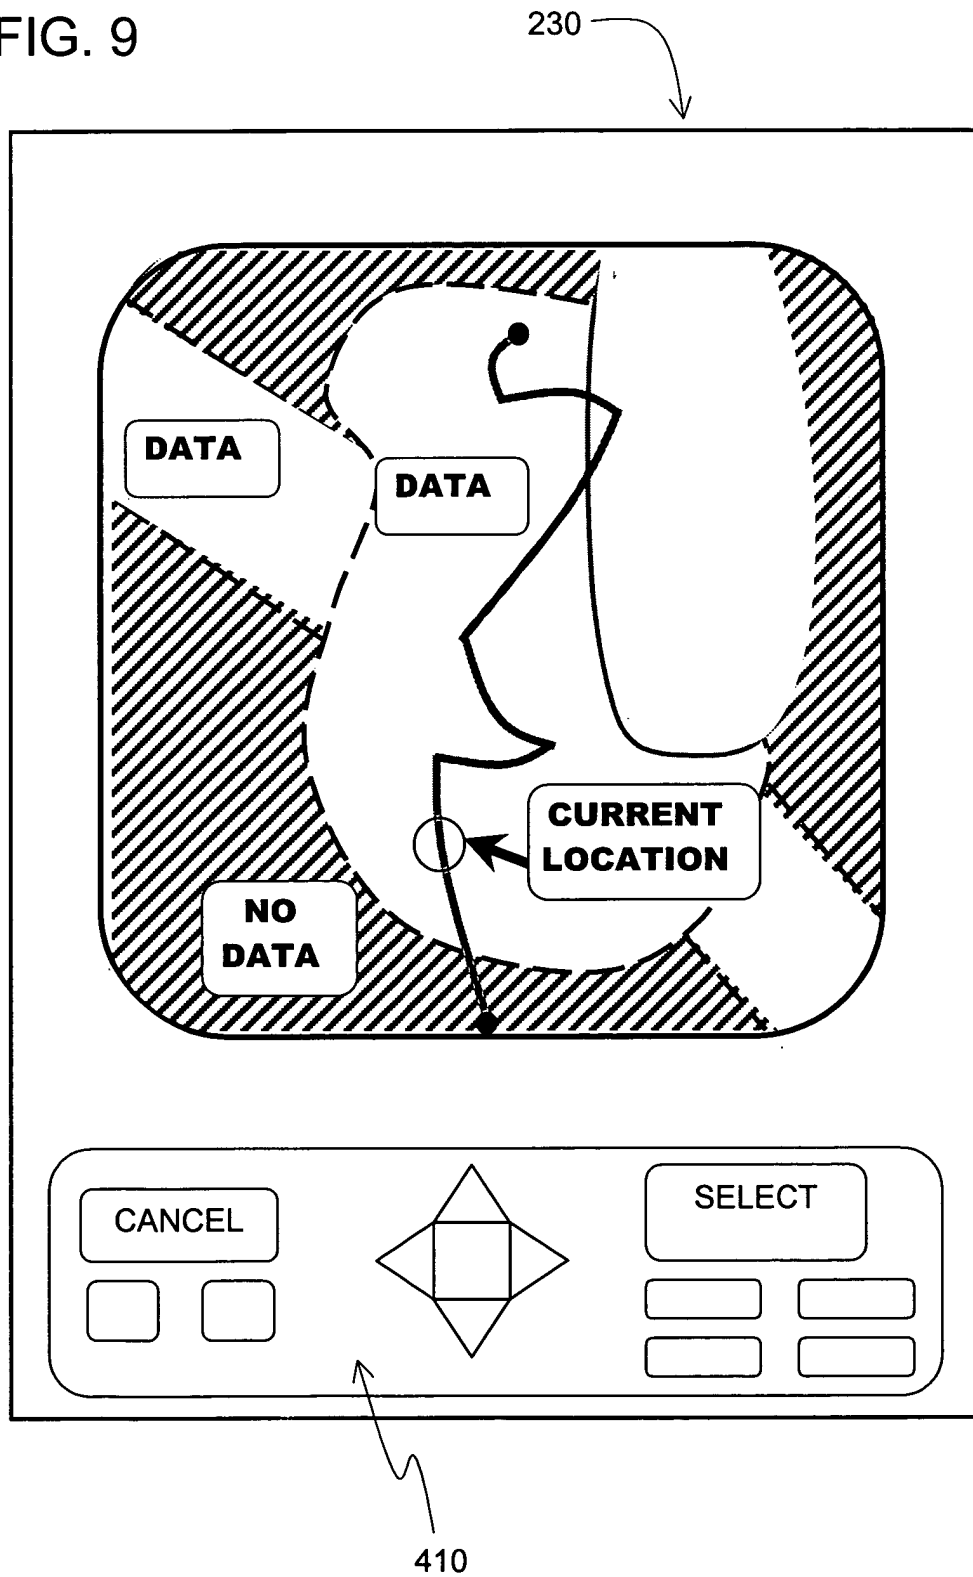 FIG. 9
230
DATA
DATA
CURRENT
LOCATION
NO
DATA
CANCEL
SELECT
410